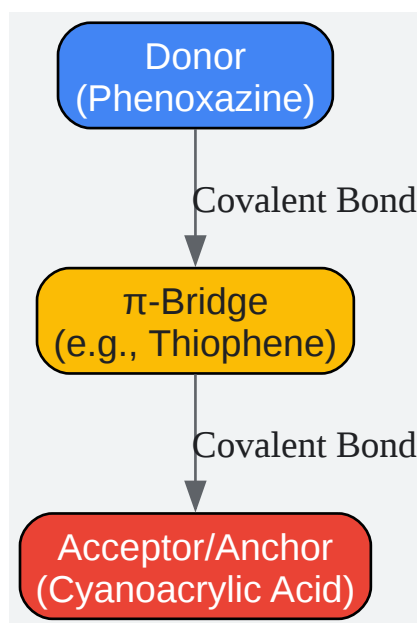 Donor
(Phenoxazine)
Covalent Bond
π-Bridge
(e.g., Thiophene)
Covalent Bond
Acceptor/Anchor
(Cyanoacrylic Acid)